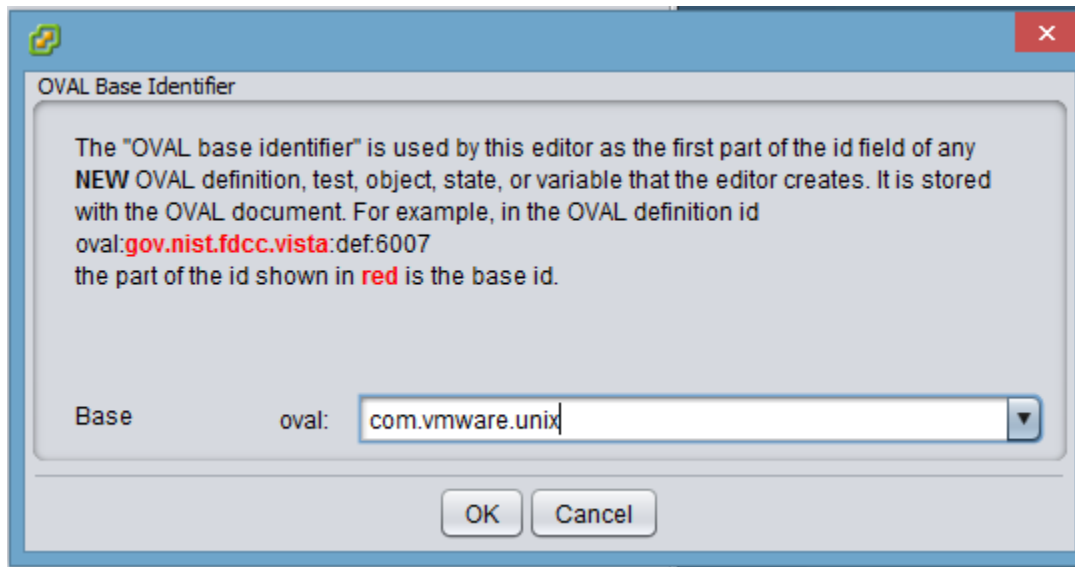 OVAL Base Identifier
The "OVAL base identifier" is used by this editor as the first part of the id field of any
NEW OVAL definition, test, object, state, or variable that the editor creates. It is stored
with the OVAL document. For example, in the OVAL definition id
oval:gov.nist.fdcc.vista:def:6007
the part of the id shown in red is the base id.
Base oval: com.vmware.unix
OK Cancel